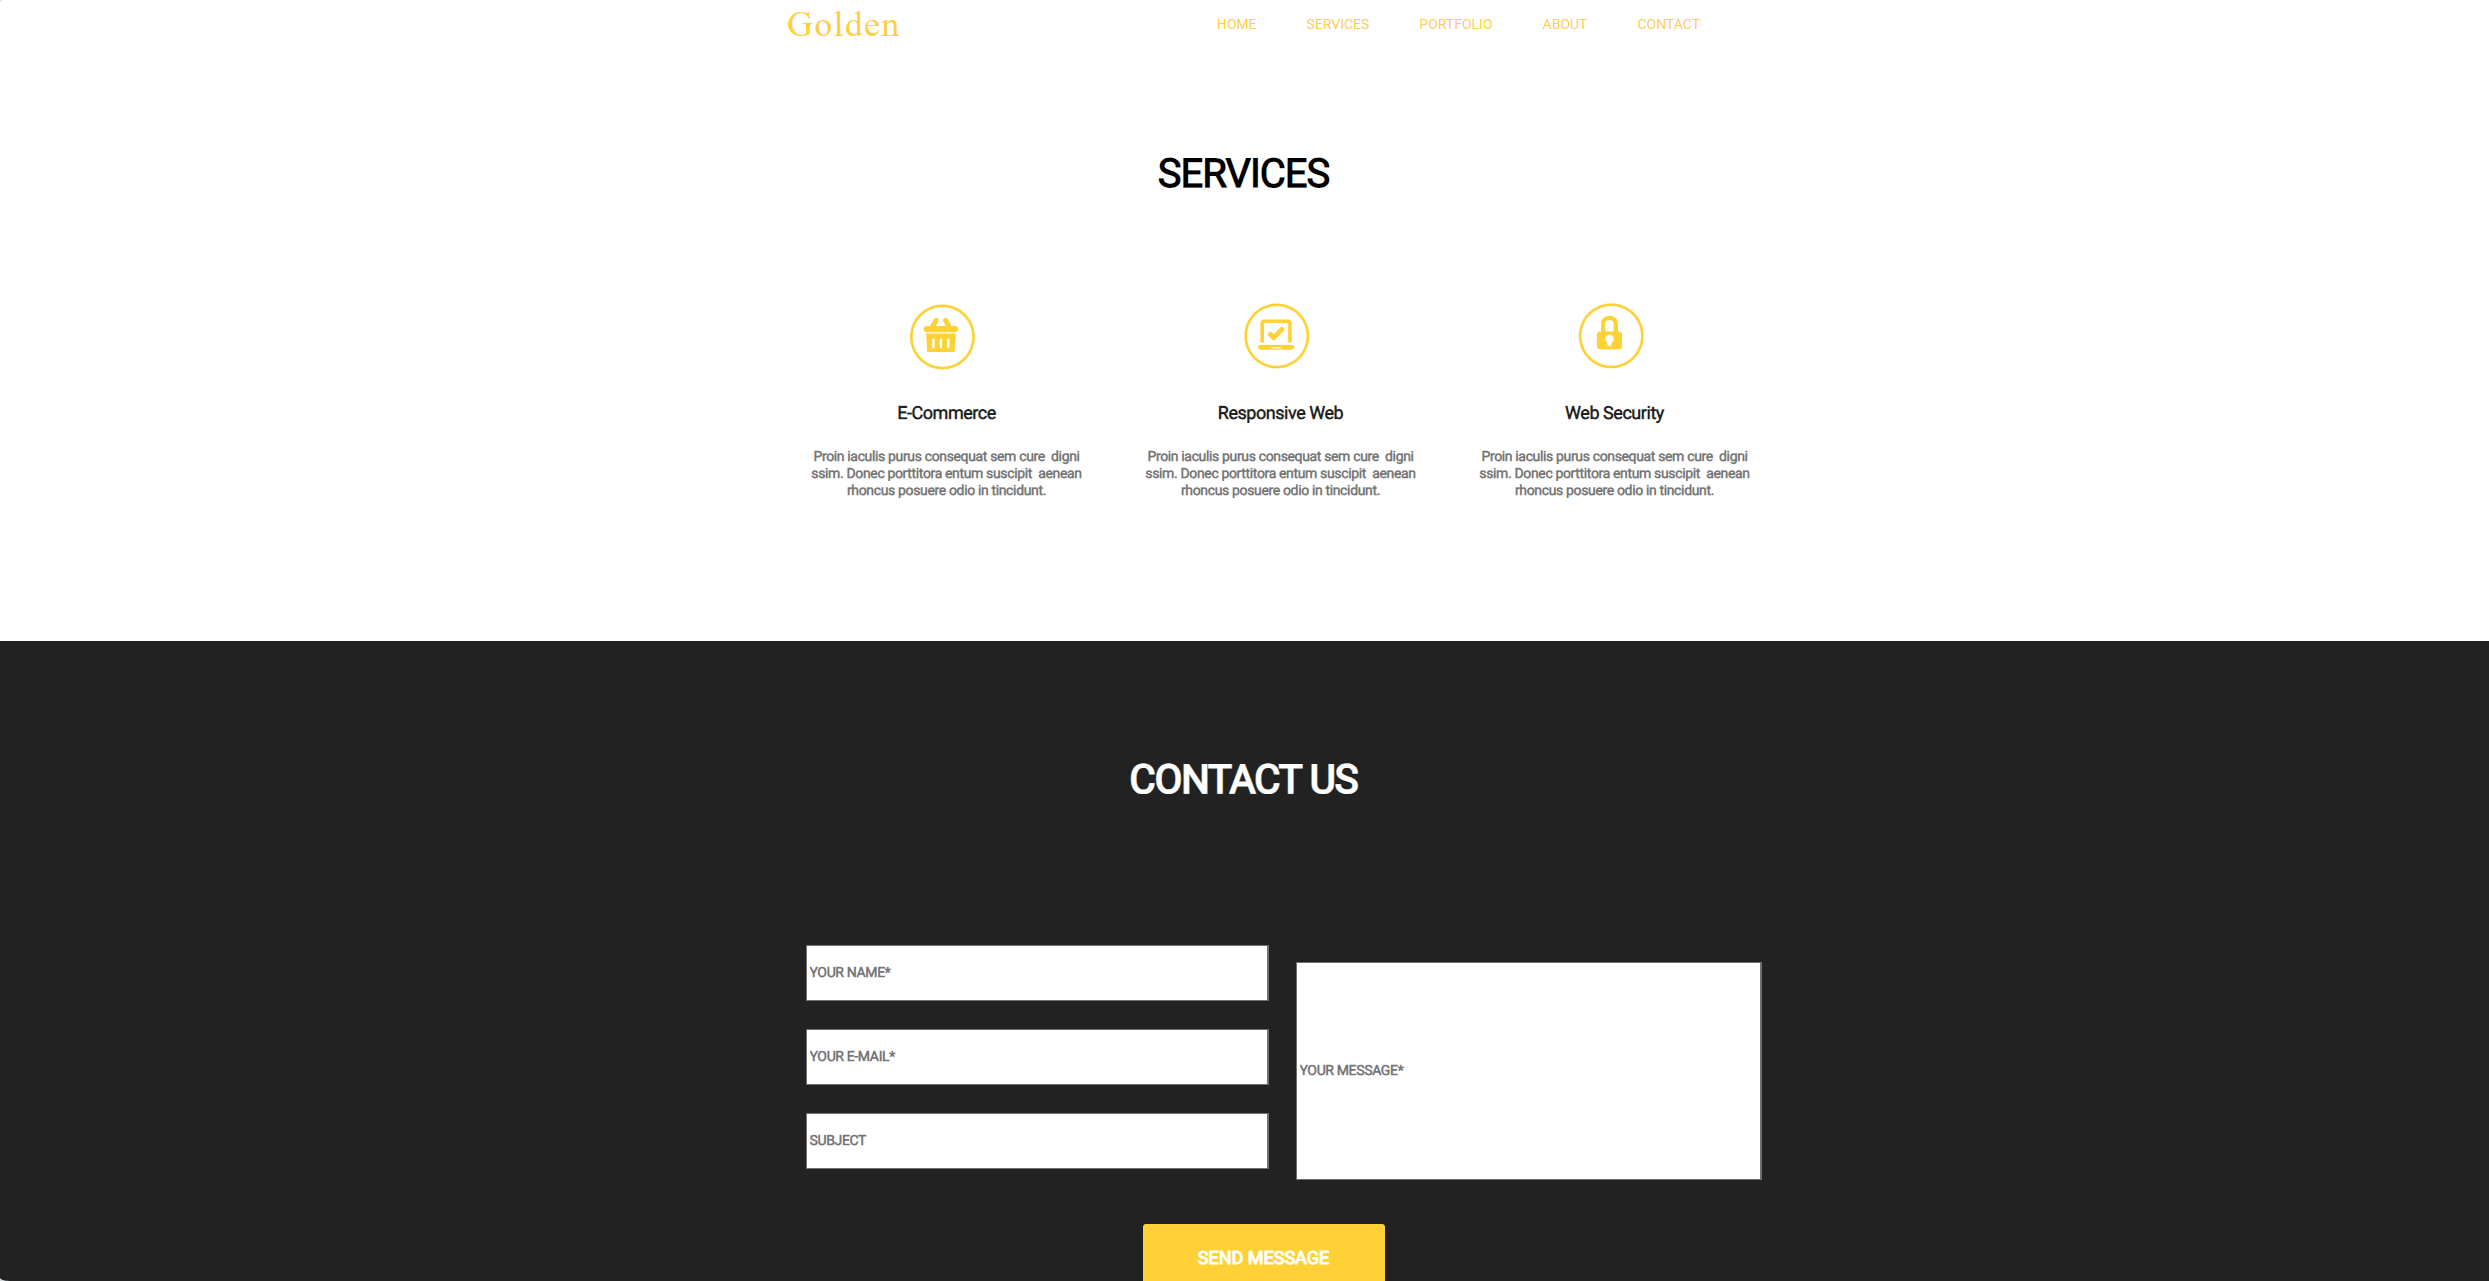 Golden
HOME SERVICES PORTFOLIO ABOUT CONTACT
SERVICES
E-Commerce
Proin iaculis purus consequat sem cure digni
ssim. Donec porttitora entum suscipit aenean
rhoncus posuere odio in tincidunt.
Responsive Web
Proin iaculis purus consequat sem cure digni
ssim. Donec porttitora entum suscipit aenean
rhoncus posuere odio in tincidunt.
Web Security
Proin iaculis purus consequat sem cure digni
ssim. Donec porttitora entum suscipit aenean
rhoncus posuere odio in tincidunt.
CONTACT US
YOUR NAME*
YOUR E-MAIL*
SUBJECT
YOUR MESSAGE*
SEND MESSAGE